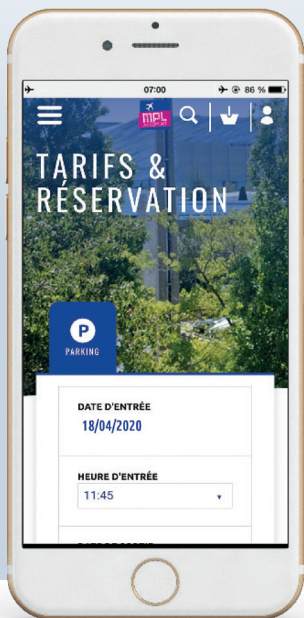 07:00
86 %
MPL
TARIFS &
RÉSERVATION
P
PARKING
DATE D'ENTRÉE
18/04/2020
HEURE D'ENTRÉE
11:45